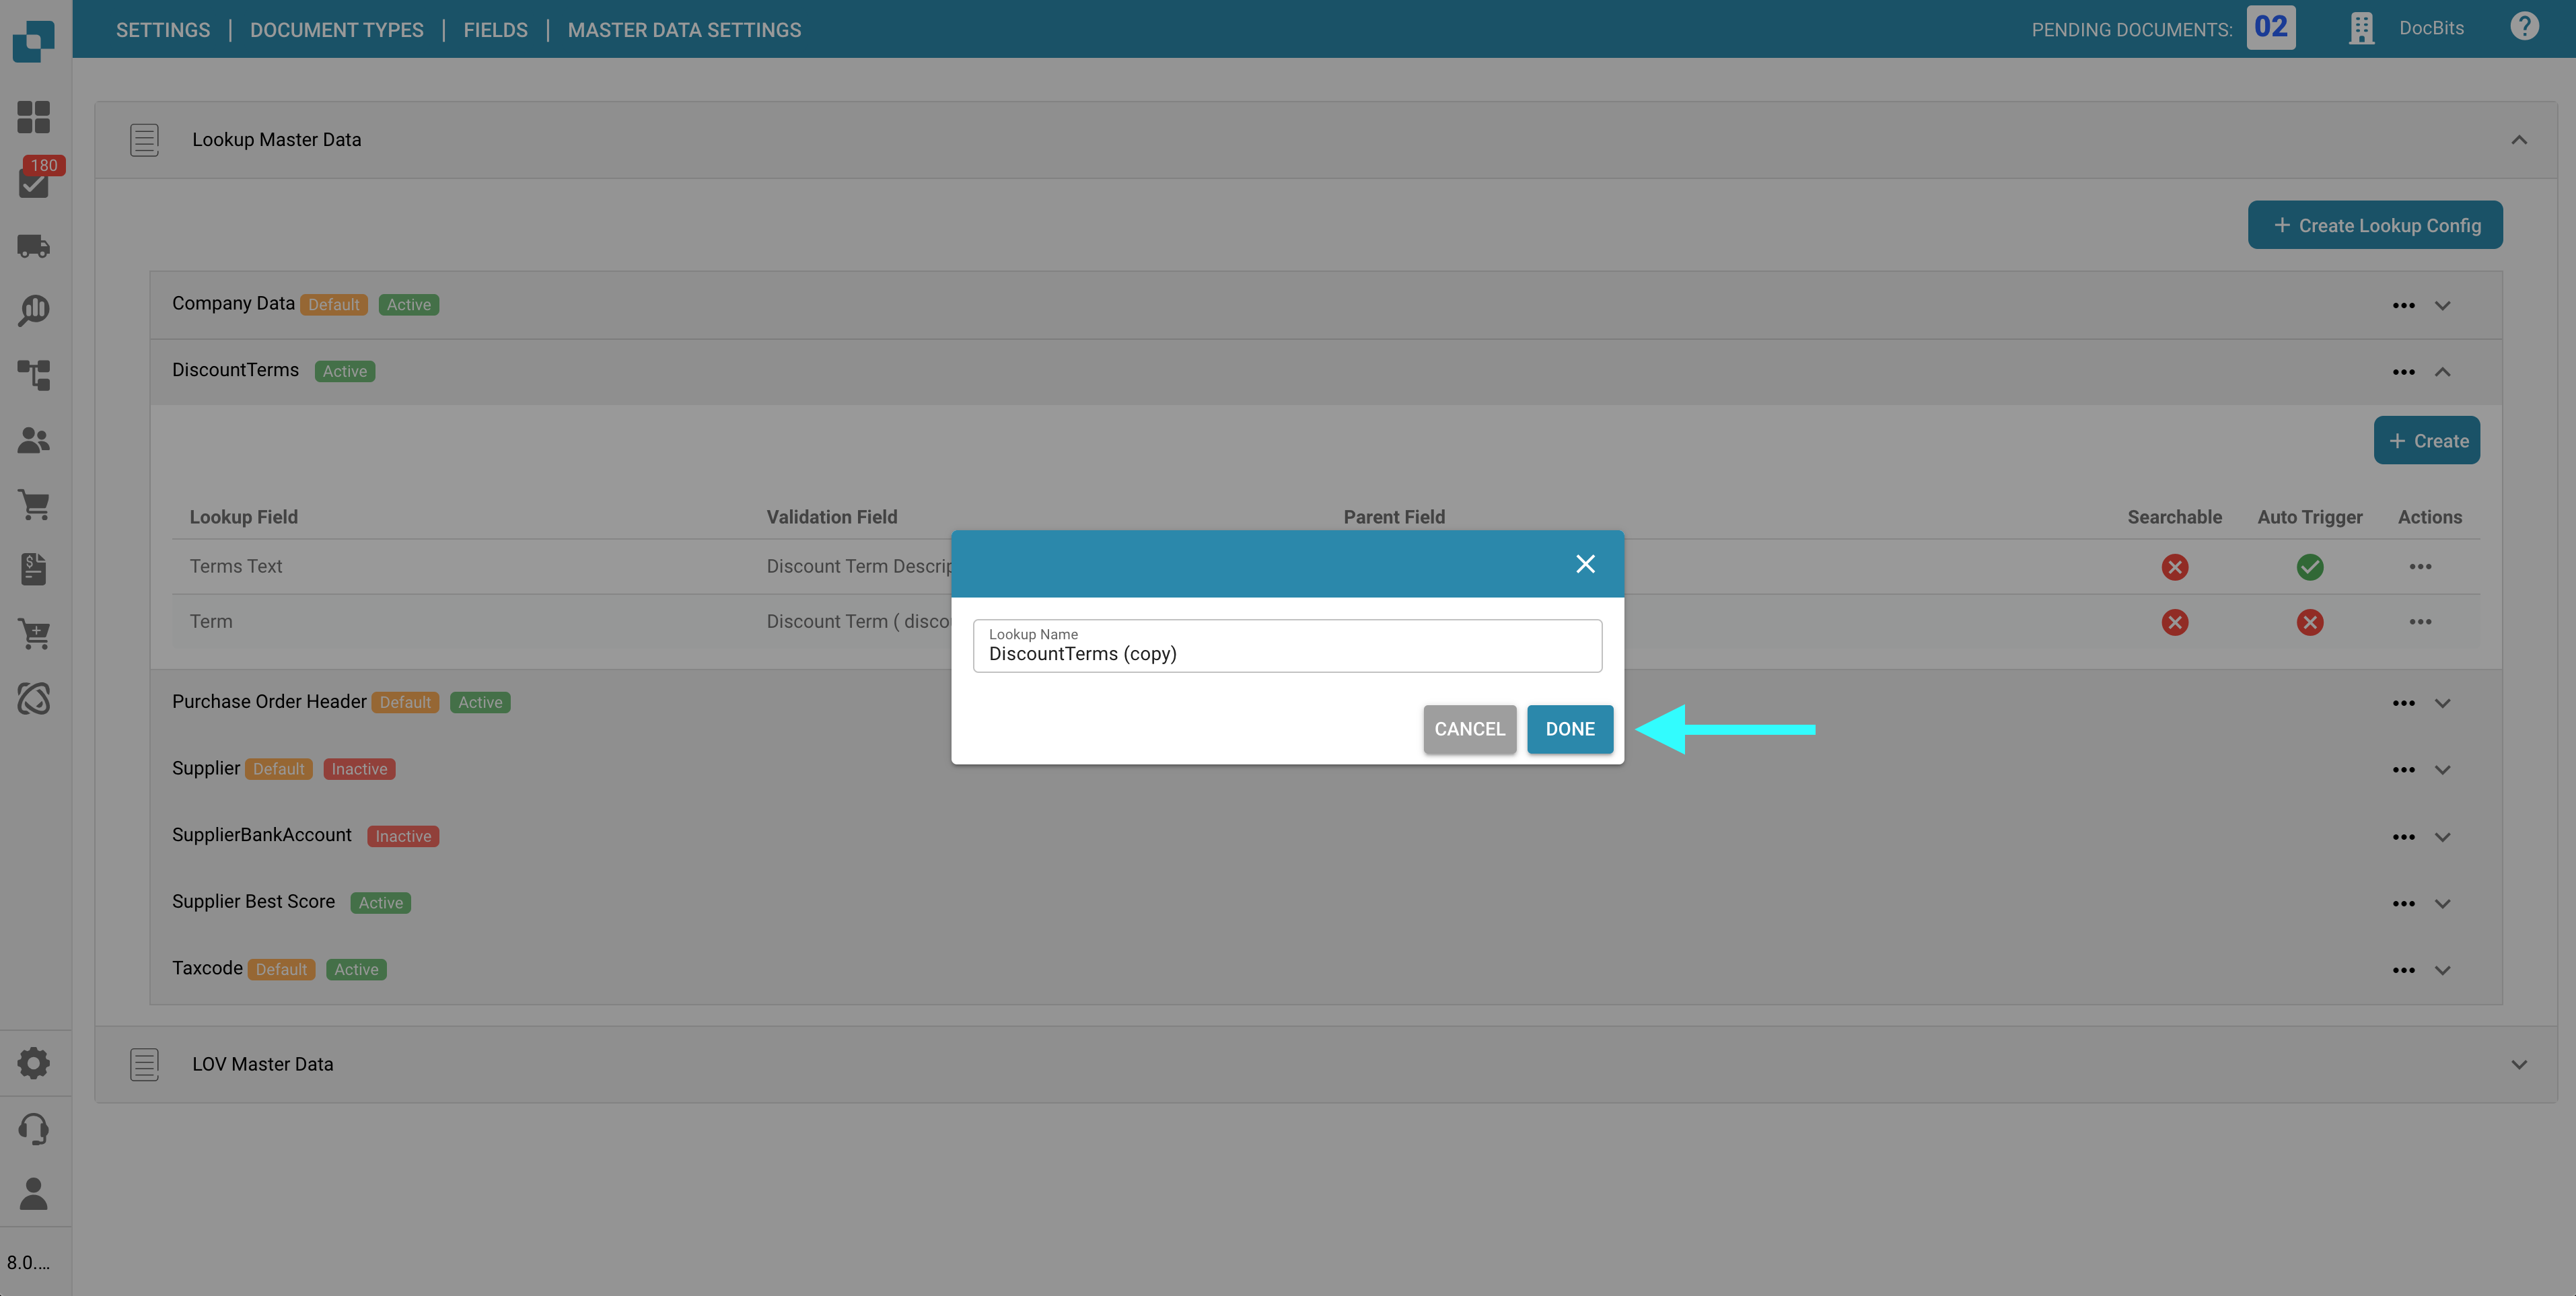 SETTINGS | DOCUMENT TYPES | FIELDS | MASTER DATA SETTINGS
PENDING DOCUMENTS: 02
DocBits
180
Lookup Master Data
+ Create Lookup Config
Company Data Default Active
DiscountTerms Active
+ Create
Lookup Field Validation Field Parent Field Searchable Auto Trigger Actions
Terms Text Discount Term Descrip
Term Discount Term ( disco
Lookup Name
DiscountTerms (copy)
CANCEL DONE
Purchase Order Header Default Active
Supplier Default Inactive
SupplierBankAccount Inactive
Supplier Best Score Active
Taxcode Default Active
LOV Master Data
8.0....